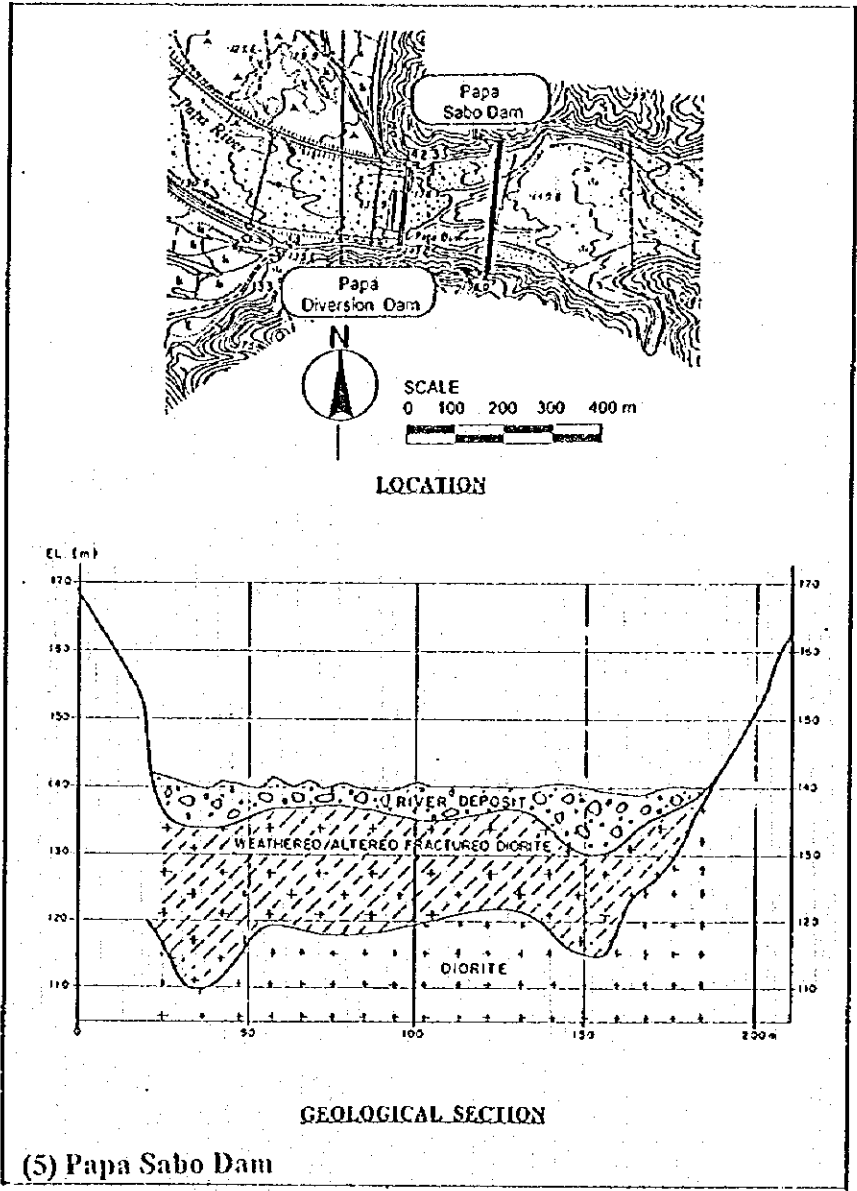 Papa
Sabo Dam
Papa River
Papa
Diversion Dam
N
SCALE
0 100 200 300 400 m
LOCATION
EL. (m)
170 170
160 160
150 150
140 140
RIVER DEPOSIT
130
WEATHERED/ALTERED FRACTURED DIORITE
120 120
DIORITE
110 110
0 50 100 150 200 m
GEOLOGICAL SECTION
(5) Papa Sabo Dam